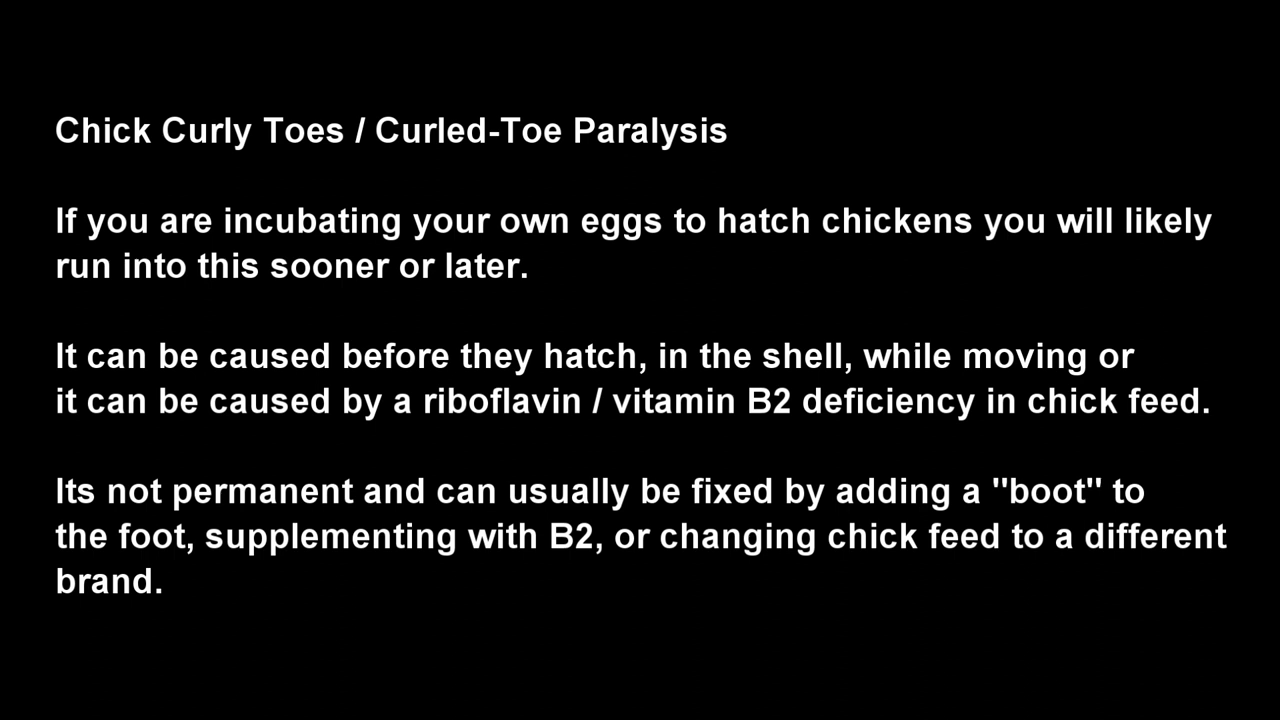 Chick Curly Toes / Curled-Toe Paralysis
If you are incubating your own eggs to hatch chickens you will likely
run into this sooner or later.
It can be caused before they hatch, in the shell, while moving or
it can be caused by a riboflavin / vitamin B2 deficiency in chick feed.
Its not permanent and can usually be fixed by adding a "boot" to
the foot, supplementing with B2, or changing chick feed to a different
brand.